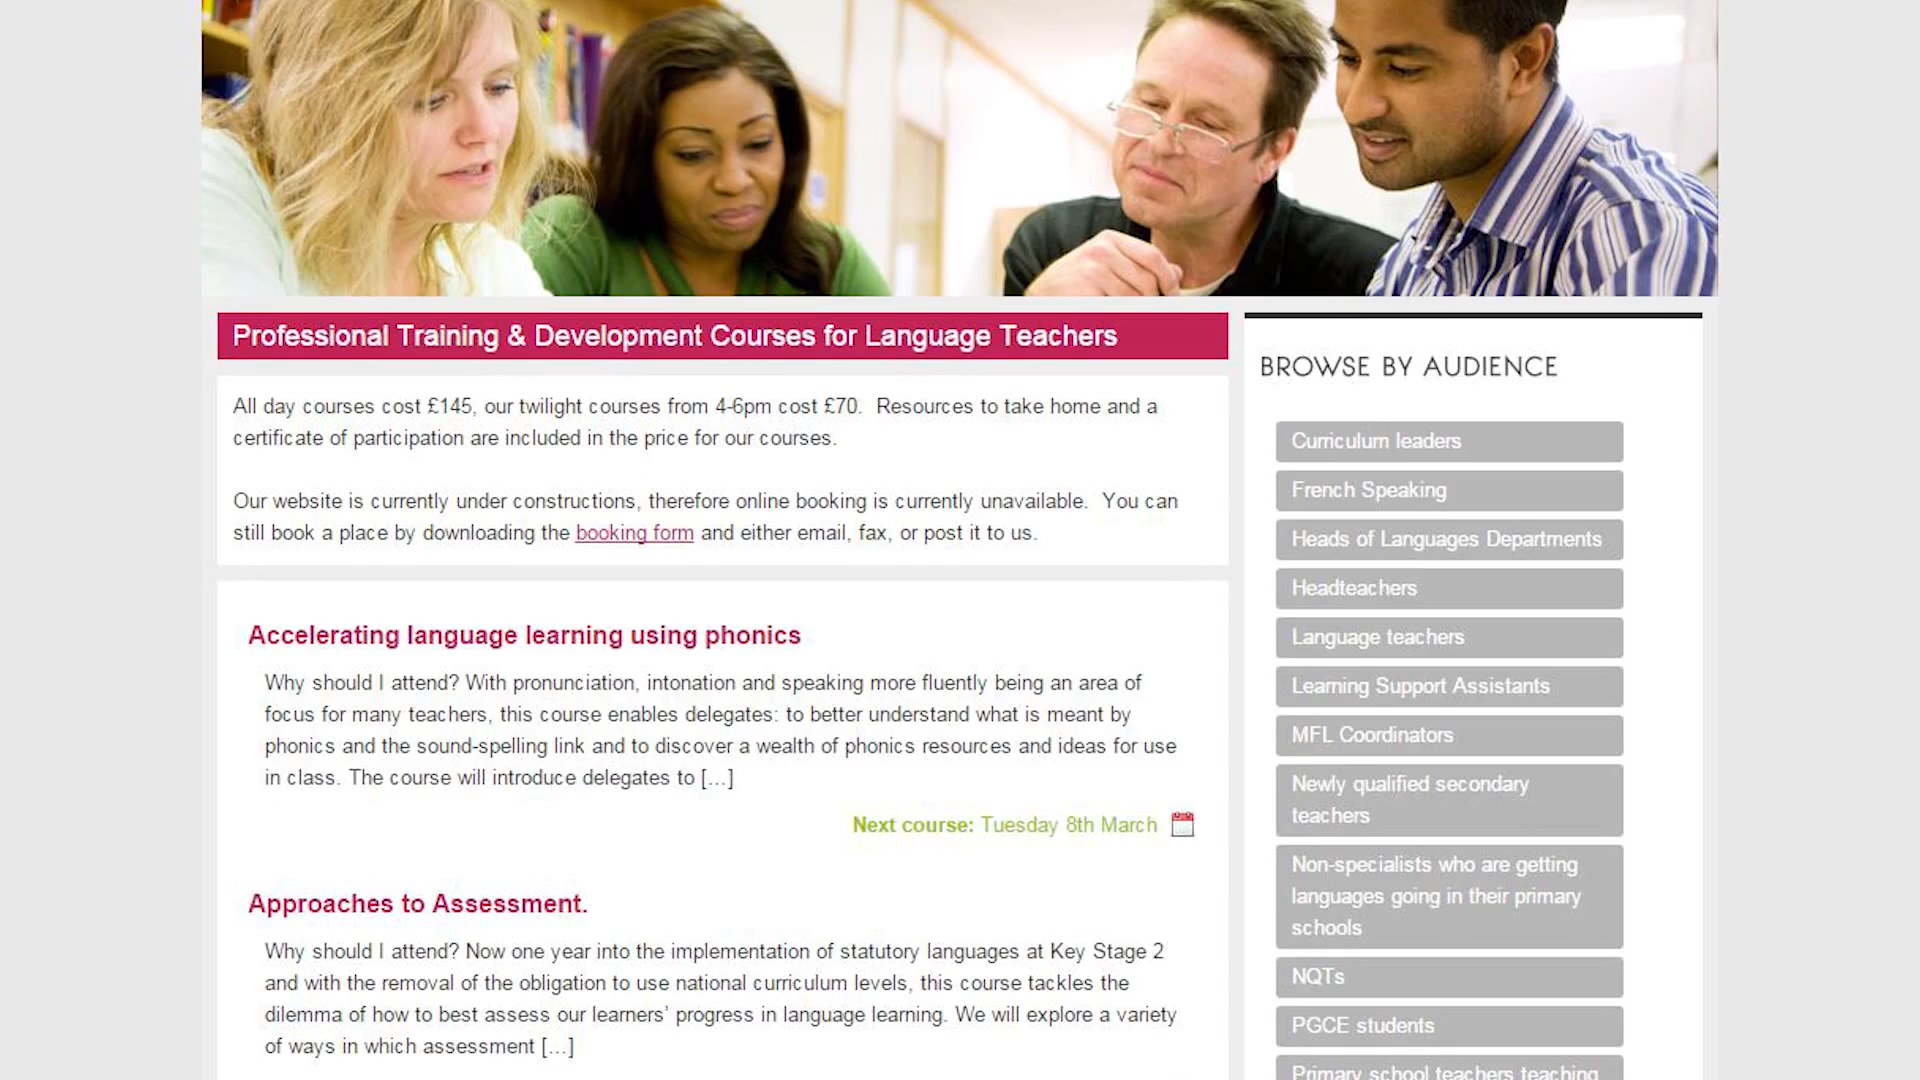 Professional Training & Development Courses for Language Teachers
All day courses cost £145, our twilight courses from 4-6pm cost £70. Resources to take home and a
certificate of participation are included in the price for our courses.
Our website is currently under constructions, therefore online booking is currently unavailable. You can
still book a place by downloading the booking form and either email, fax, or post it to us.
Accelerating language learning using phonics
Why should I attend? With pronunciation, intonation and speaking more fluently being an area of
focus for many teachers, this course enables delegates: to better understand what is meant by
phonics and the sound-spelling link and to discover a wealth of phonics resources and ideas for use
in class. The course will introduce delegates to [...]
Next course: Tuesday 8th March
Approaches to Assessment.
Why should I attend? Now one year into the implementation of statutory languages at Key Stage 2
and with the removal of the obligation to use national curriculum levels, this course tackles the
dilemma of how to best assess our learners’ progress in language learning. We will explore a variety
of ways in which assessment [...]
BROWSE BY AUDIENCE
Curriculum leaders
French Speaking
Heads of Languages Departments
Headteachers
Language teachers
Learning Support Assistants
MFL Coordinators
Newly qualified secondary
teachers
Non-specialists who are getting
languages going in their primary
schools
NQTs
PGCE students
Primary school teachers teaching